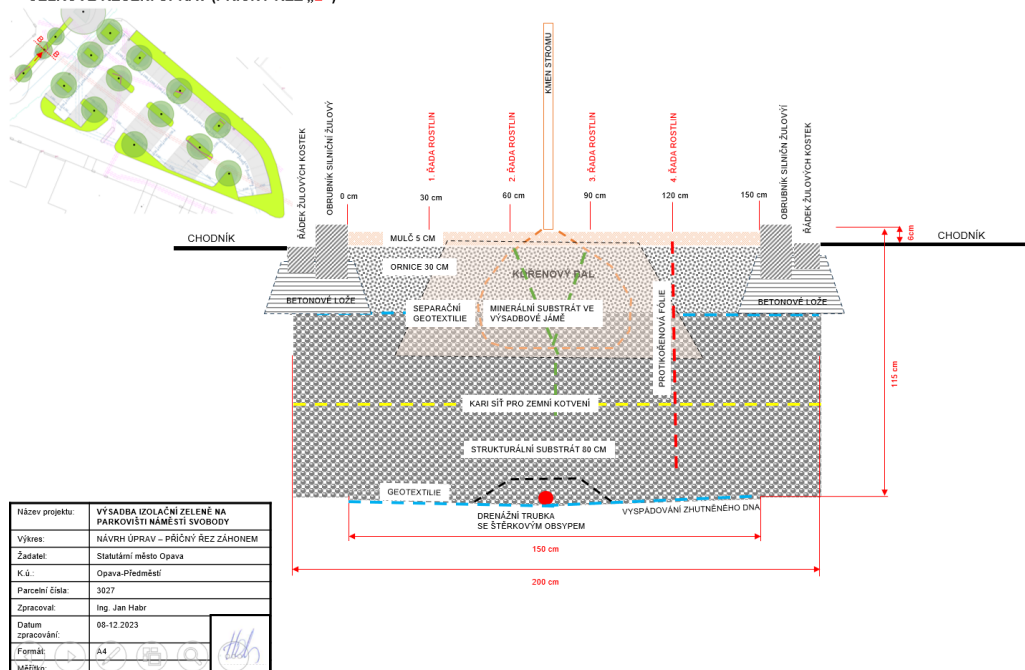 KMEN STROMU
ŘÁDEK ŽULOVÝCH KOSTEK
OBRUBNÍK SILNIČNÍ ŽULOVÝ
1. ŘADA ROSTLIN
2. ŘADA ROSTLIN
3. ŘADA ROSTLIN
4. ŘADA ROSTLIN
OBRUBNÍK SILNIČN ŽULOVÝÍ
ŘÁDEK ŽULOVÝCH KOSTEK
0 cm
30 cm
60 cm
90 cm
120 cm
150 cm
CHODNÍK
CHODNÍK
6cm
MULČ 5 CM
ORNICE 30 CM
KOŘENOVÝ BAL
BETONOVÉ LOŽE
SEPARAČNÍ
GEOTEXTILIE
MINERÁLNÍ SUBSTRÁT VE
VÝSADBOVÉ JÁMĚ
PROTIKOŘENOVÁ FÓLIE
BETONOVÉ LOŽE
115 cm
KARI SÍŤ PRO ZEMNÍ KOTVENÍ
STRUKTURÁLNÍ SUBSTRÁT 80 CM
GEOTEXTILIE
DRENÁŽNÍ TRUBKA
SE ŠTĚRKOVÝM OBSYPEM
VYSPÁDOVÁNÍ ZHUTNĚNÉHO DNA
150 cm
200 cm
Název projektu:
VÝSADBA IZOLAČNÍ ZELENĚ NA
PARKOVIŠTI NÁMĚSTÍ SVOBODY
Výkres:
NÁVRH ÚPRAV – PŘÍČNÝ ŘEZ ZÁHONEM
Žadatel:
Statutární město Opava
K.ú.:
Opava-Předměstí
Parcelní čísla:
3027
Zpracoval:
Ing. Jan Habr
Datum
zpracování:
08-12.2023
Formát:
A4
Měřítko: